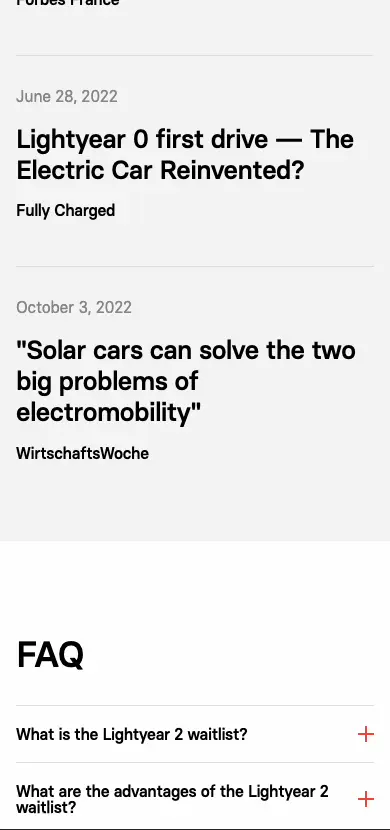 Forbes France
June 28, 2022
Lightyear 0 first drive — The
Electric Car Reinvented?
Fully Charged
October 3, 2022
"Solar cars can solve the two
big problems of
electromobility"
WirtschaftsWoche
FAQ
What is the Lightyear 2 waitlist?
What are the advantages of the Lightyear 2
waitlist?